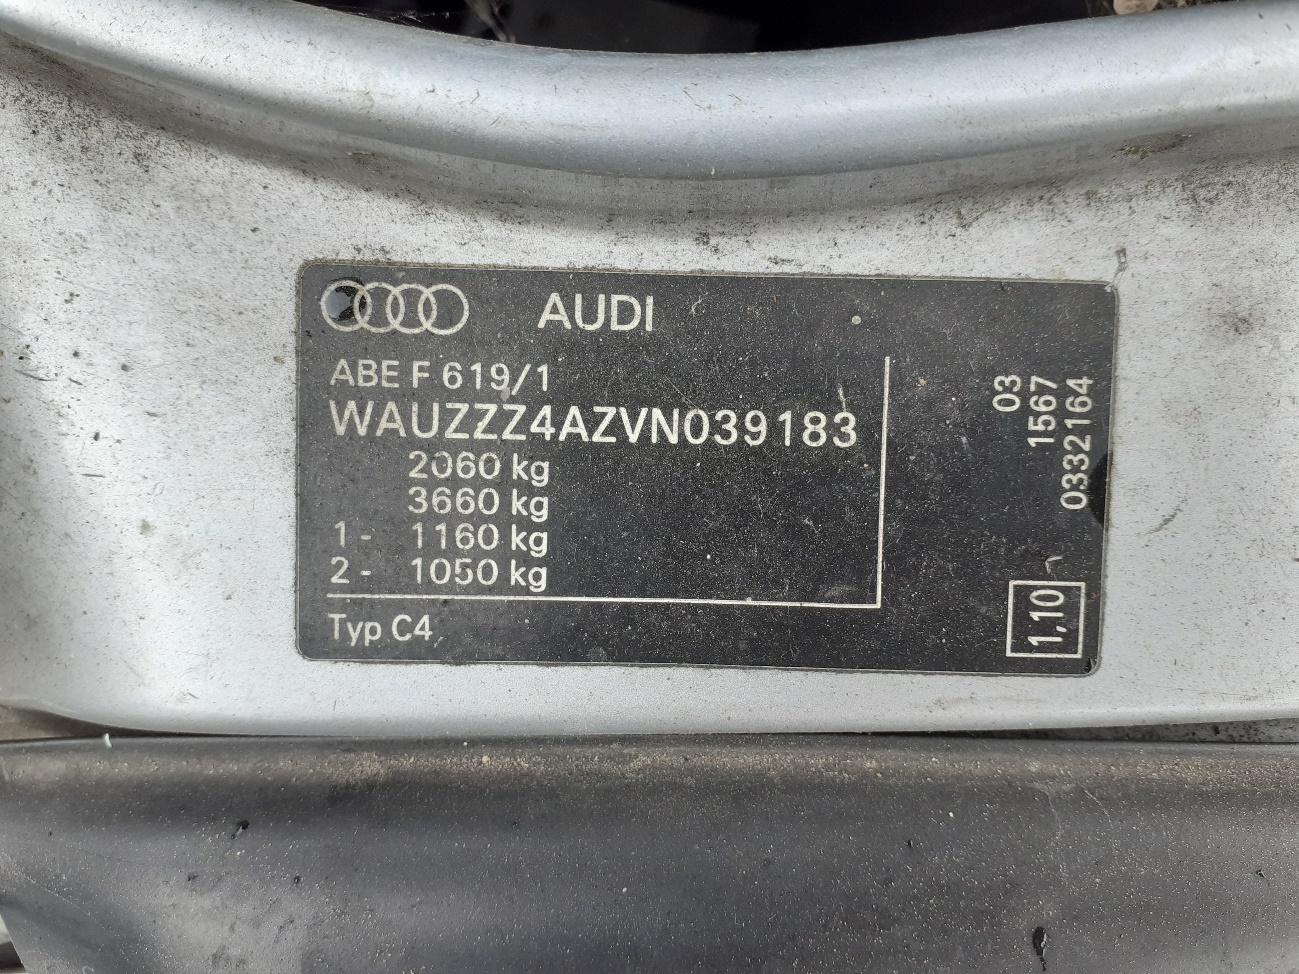 AUDI
ABE F 619/1
WAUZZZ4AZVN039183
2060 kg
3660 kg
1 - 1160 kg
2 - 1050 kg
Typ C4
03
1567
0332164
1,10